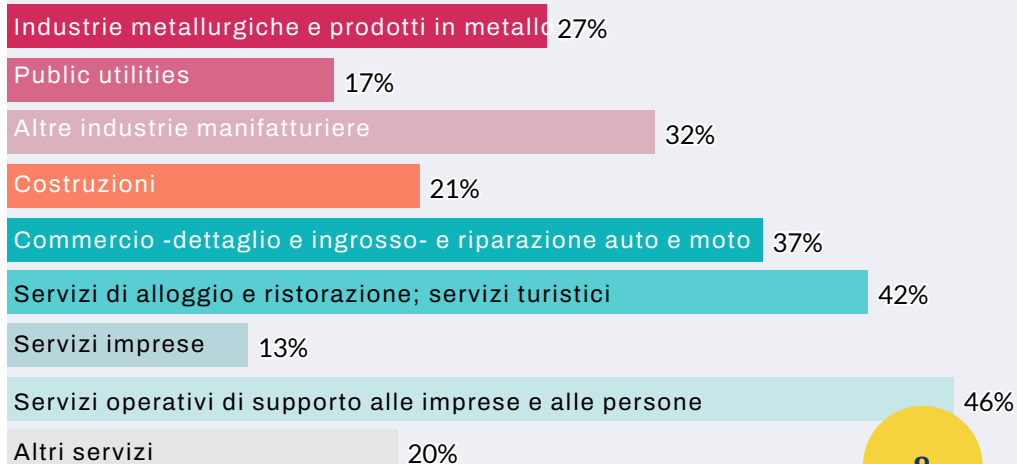 Industrie metallurgiche e prodotti in metallo 27%
Public utilities 17%
Altre industrie manifatturiere 32%
Costruzioni 21%
Commercio -dettaglio e ingrosso- e riparazione auto e moto 37%
Servizi di alloggio e ristorazione; servizi turistici 42%
Servizi imprese 13%
Servizi operativi di supporto alle imprese e alle persone 46%
Altri servizi 20%